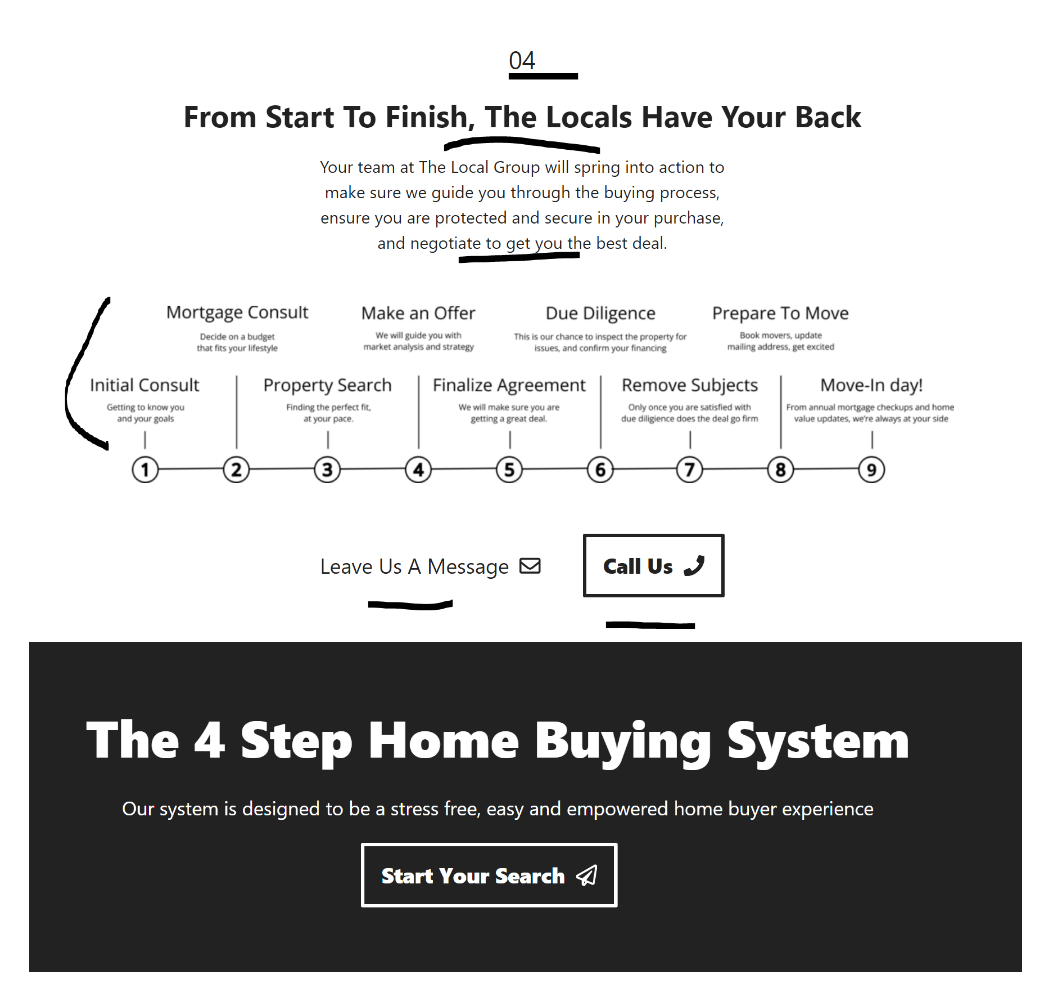 04
From Start To Finish, The Locals Have Your Back
Your team at The Local Group will spring into action to
make sure we guide you through the buying process,
ensure you are protected and secure in your purchase,
and negotiate to get you the best deal.
Mortgage Consult
Decide on a budget
that fits your lifestyle
Make an Offer
We will guide you with
market analysis and strategy
Due Diligence
This is our chance to inspect the property for
issues, and confirm your financing
Prepare To Move
Book movers, update
mailing address, get excited
Initial Consult
Getting to know you
and your goals
Property Search
Finding the perfect fit,
at your pace.
Finalize Agreement
We will make sure you are
getting a great deal.
Remove Subjects
Only once you are satisfied with
due diligience does the deal go firm
Move-In day!
From annual mortgage checkups and home
value updates, we're always at your side
1 2 3 4 5 6 7 8 9
Leave Us A Message
Call Us
The 4 Step Home Buying System
Our system is designed to be a stress free, easy and empowered home buyer experience
Start Your Search